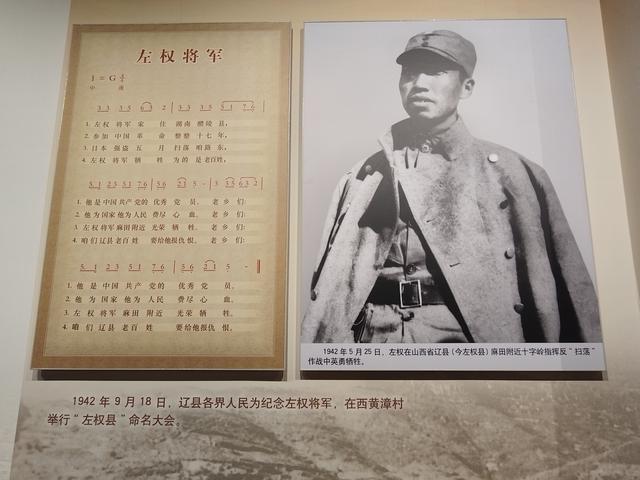 左权将军
1 = G 2/4
中速
3 3 3 5 6 3 2 | 3 3 3 5 5 1 7 6 |
1. 左权 将军 家 住 湖南 醴陵 县,
2. 参加 中国 革 命 整整 十七 年,
3. 日本 强盗 五 月 扫荡 咱路 东,
4. 左权 将军 牺 牲 为的 是老百姓,
5 1 2 3 5 1 7 6 | 3 6 2 1 5 - | 3 3 5 6 3 2 |
1. 他是中国 共产 党的 优秀 党 员。 老 乡 们:
2. 他为国家 他为人民 费尽 心 血。 老 乡 们:
3. 左权将军 麻田 附近 光荣 牺 牲。 老 乡 们:
4. 咱们辽县 老百 姓 要给他报仇 恨。 老 乡 们:
5 1 2 3 5 1 7 6 | 3 6 2 1 5 -
1. 他 是 中国 共产 党 的 优秀 党 员。
2. 他 为 国家 他 为 人民 费尽 心 血。
3. 左 权 将军 麻 田 附近 光荣 牺 牲。
4. 咱 们 辽县 老 百 姓 要给他报仇 恨。
1942 年 5 月 25 日,左权在山西省辽县(今左权县)麻田附近十字岭指挥反“扫荡”
作战中英勇牺牲。
1942 年 9 月 18 日,辽县各界人民为纪念左权将军,在西黄漳村
举行“左权县”命名大会。